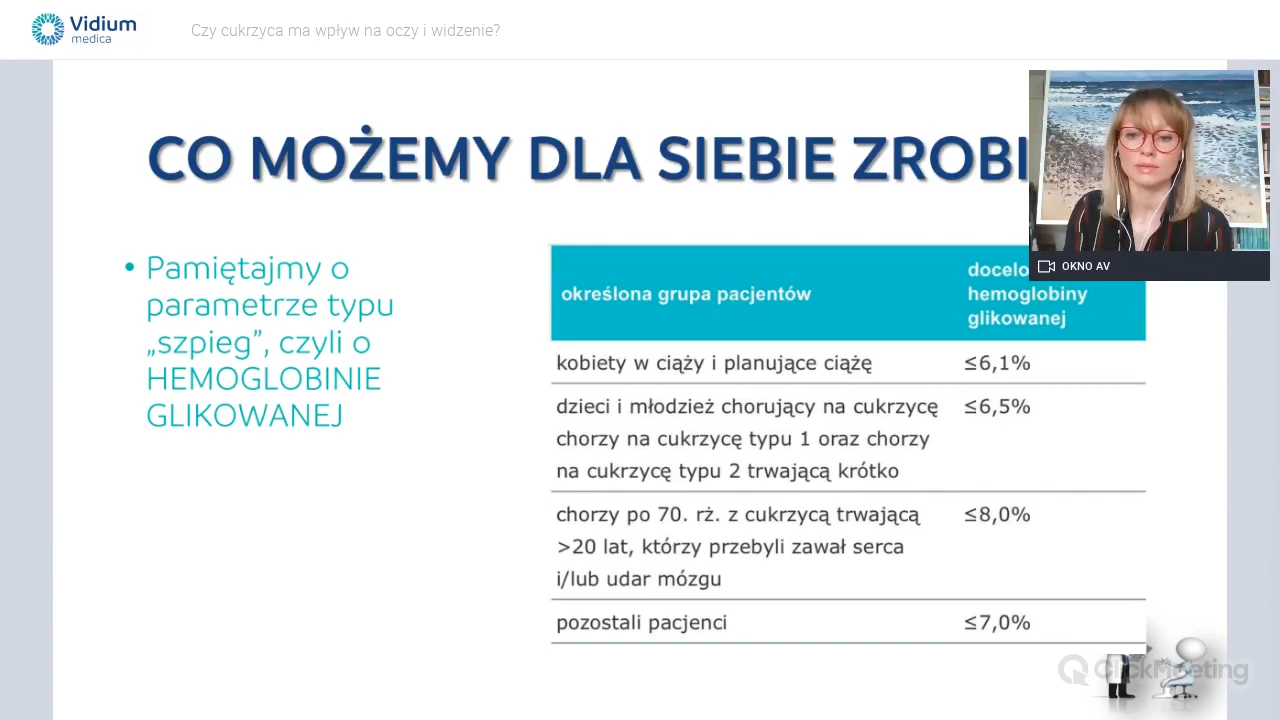 Vidium
medica
Czy cukrzyca ma wpływ na oczy i widzenie?
CO MOŻEMY DLA SIEBIE ZROBI
OKNO AV
• Pamiętajmy o
parametrze typu
„szpieg”, czyli o
HEMOGLOBINIE
GLIKOWANEJ
określona grupa pacjentów
docelo
hemoglobiny
glikowanej
kobiety w ciąży i planujące ciążę ≤6,1%
dzieci i młodzież chorujący na cukrzycę ≤6,5%
chorzy na cukrzycę typu 1 oraz chorzy
na cukrzycę typu 2 trwającą krótko
chorzy po 70. rż. z cukrzycą trwającą ≤8,0%
>20 lat, którzy przebyli zawał serca
i/lub udar mózgu
pozostali pacjenci ≤7,0%
ClickMeeting